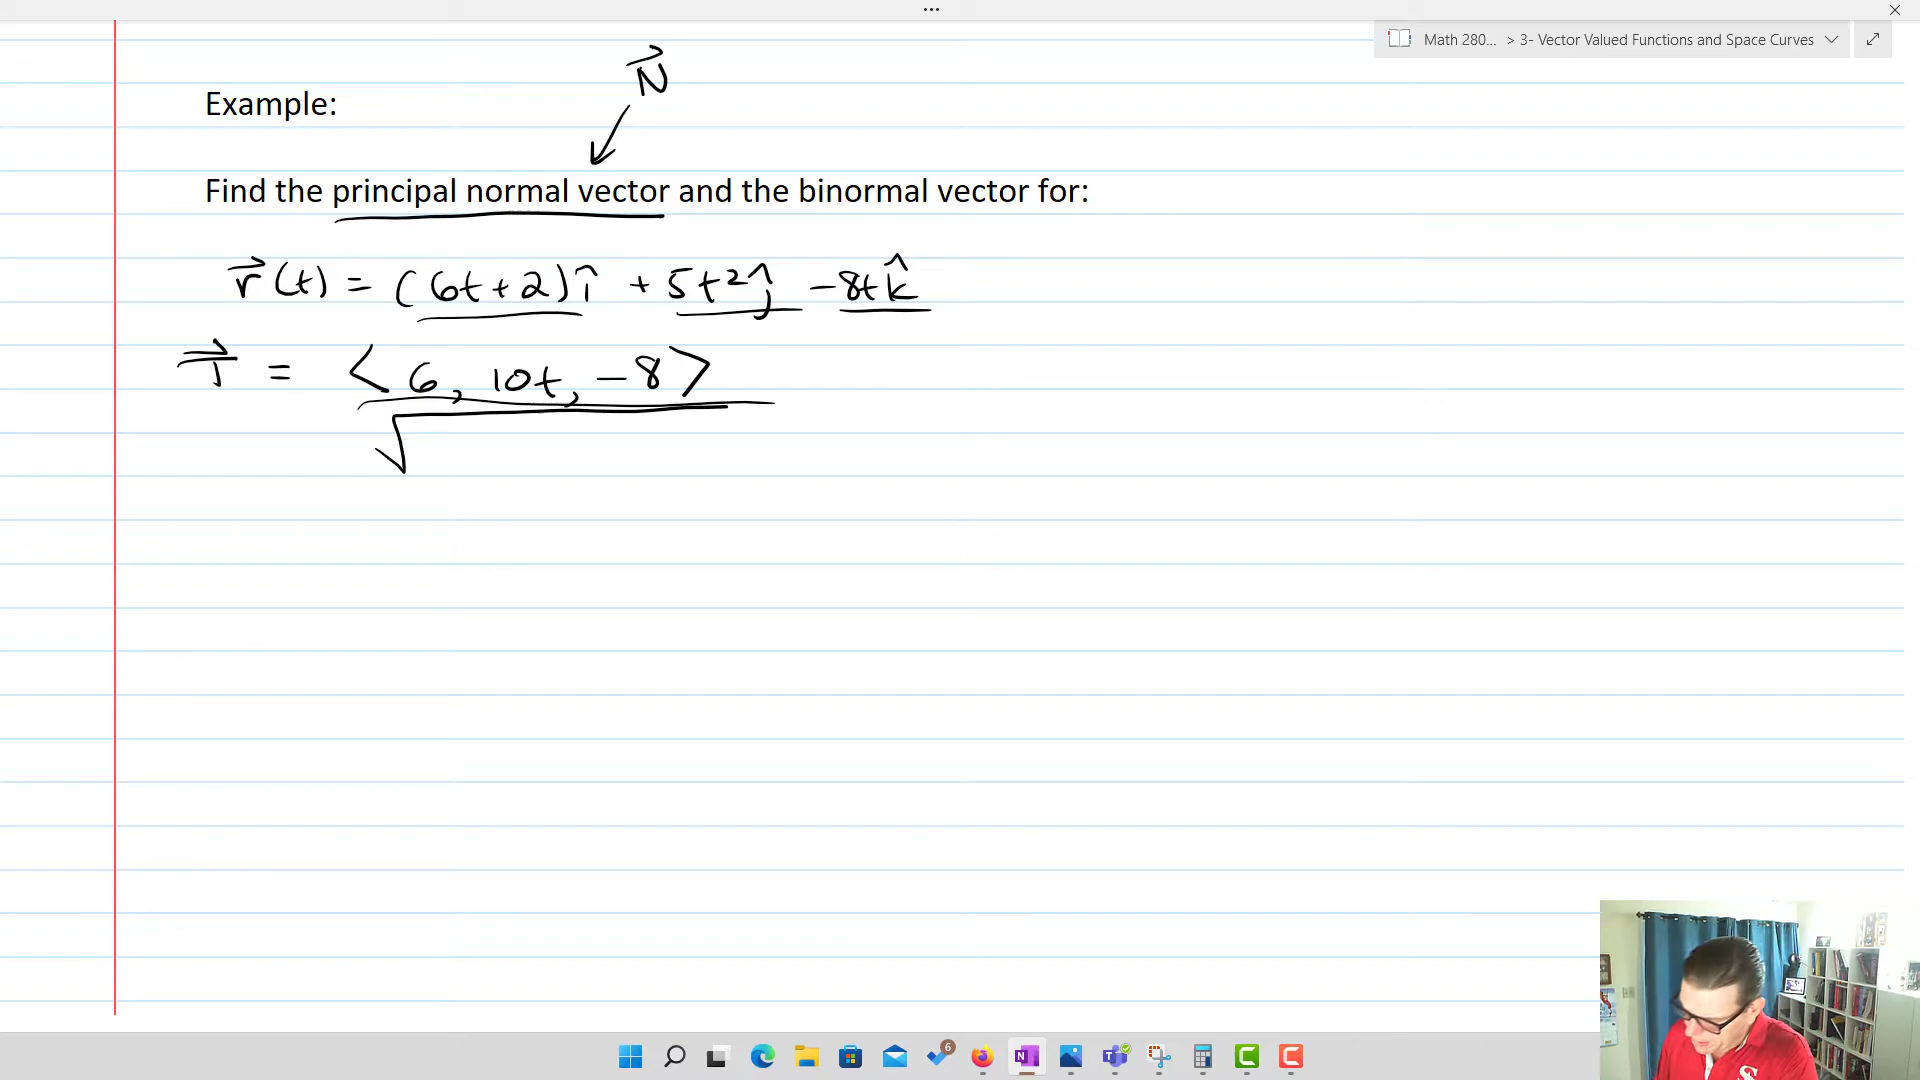 Math 280... > 3- Vector Valued Functions and Space Curves
N⃗
Example:
Find the principal normal vector and the binormal vector for:
r⃗(t) = (6t+2)î + 5t²ĵ - 8tk̂
T⃗ = <6, 10t, -8>
√
6